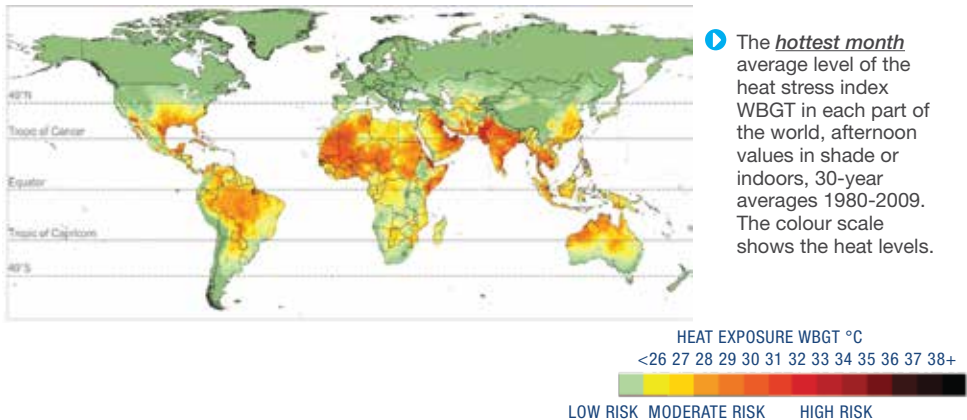 The hottest month
average level of the
heat stress index
WBGT in each part of
the world, afternoon
values in shade or
indoors, 30-year
averages 1980-2009.
The colour scale
shows the heat levels.
40°N
Tropic of Cancer
Equator
Tropic of Capricorn
40°S
HEAT EXPOSURE WBGT °C
<26 27 28 29 30 31 32 33 34 35 36 37 38+
LOW RISK MODERATE RISK HIGH RISK